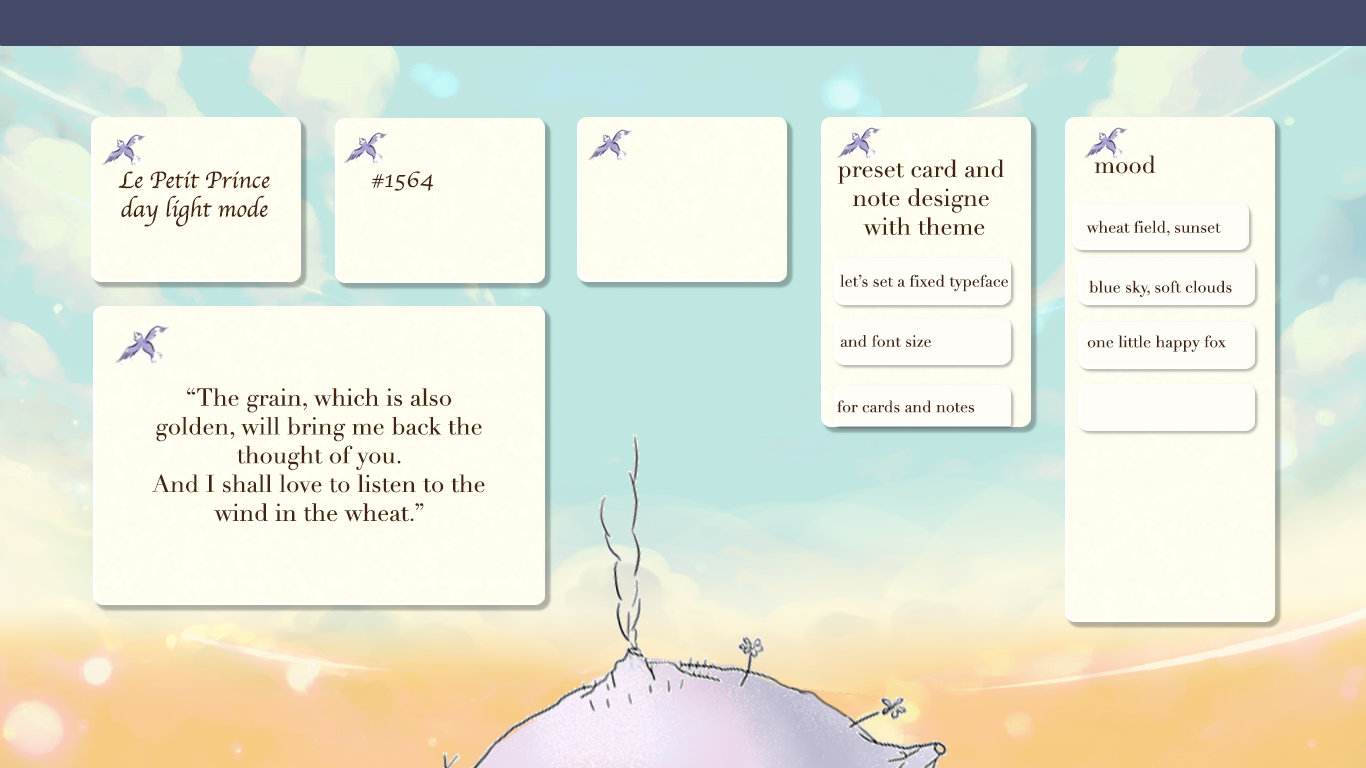 Le Petit Prince
day light mode
#1564
preset card and
note designe
with theme
let’s set a fixed typeface
and font size
for cards and notes
mood
wheat field, sunset
blue sky, soft clouds
one little happy fox
“The grain, which is also
golden, will bring me back the
thought of you.
And I shall love to listen to the
wind in the wheat.”